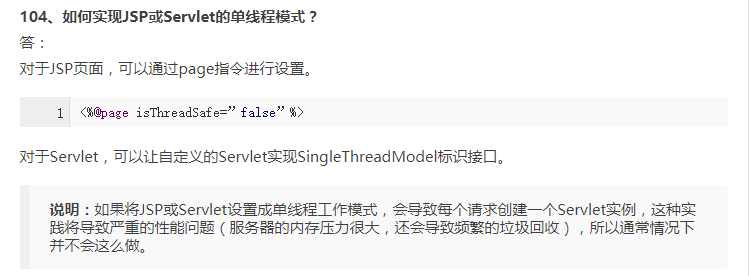 104、如何实现JSP或Servlet的单线程模式？
答：
对于JSP页面，可以通过page指令进行设置。
1 <%@page isThreadSafe=”false”%>
对于Servlet，可以让自定义的Servlet实现SingleThreadModel标识接口。
说明：如果将JSP或Servlet设置成单线程工作模式，会导致每个请求创建一个Servlet实例，这种实
践将导致严重的性能问题（服务器的内存压力很大，还会导致频繁的垃圾回收），所以通常情况下
并不会这么做。